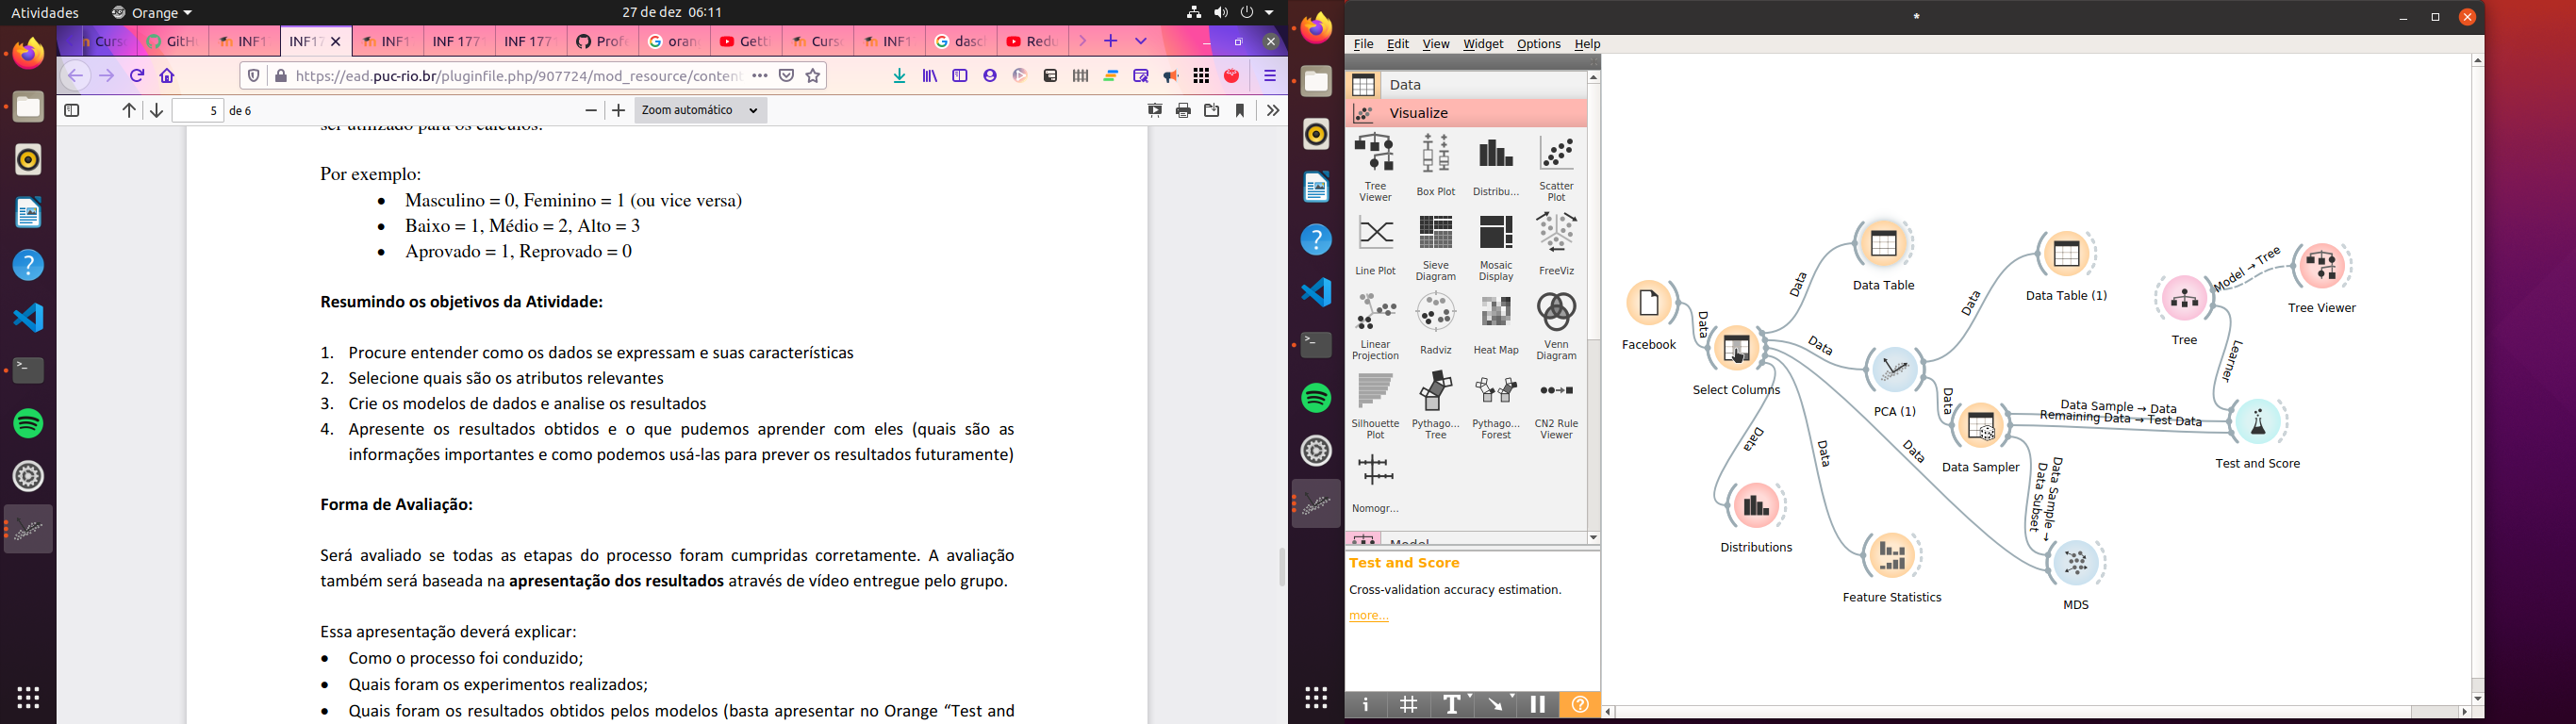 Atividades
Orange
27 de dez 06:11
Curs
GitH
INF1
INF17
INF1
INF 177
INF 177
Profe
oran
Getti
Curso
INF1
dascl
Redu
https://ead.puc-rio.br/pluginfile.php/907724/mod_resource/content
5 de 6
Zoom automático
ser utilizado para os cálculos.
Por exemplo:
• Masculino = 0, Feminino = 1 (ou vice versa)
• Baixo = 1, Médio = 2, Alto = 3
• Aprovado = 1, Reprovado = 0
Resumindo os objetivos da Atividade:
1. Procure entender como os dados se expressam e suas características
2. Selecione quais são os atributos relevantes
3. Crie os modelos de dados e analise os resultados
4. Apresente os resultados obtidos e o que pudemos aprender com eles (quais são as
informações importantes e como podemos usá-las para prever os resultados futuramente)
Forma de Avaliação:
Será avaliado se todas as etapas do processo foram cumpridas corretamente. A avaliação
também será baseada na apresentação dos resultados através de vídeo entregue pelo grupo.
Essa apresentação deverá explicar:
• Como o processo foi conduzido;
• Quais foram os experimentos realizados;
• Quais foram os resultados obtidos pelos modelos (basta apresentar no Orange “Test and
*
File Edit View Widget Options Help
Data
Visualize
Tree Viewer
Box Plot
Distribu...
Scatter Plot
Line Plot
Sieve Diagram
Mosaic Display
FreeViz
Linear Projection
Radviz
Heat Map
Venn Diagram
Silhouette Plot
Pythago... Tree
Pythago... Forest
CN2 Rule Viewer
Nomogr...
Model
Test and Score
Cross-validation accuracy estimation.
more...
Facebook
Data
Select Columns
Data
Data Table
Data
PCA (1)
Data
Data Table (1)
Data
Data Sampler
Data
Distributions
Data
Feature Statistics
Data
Data Sample →
Data Subset
MDS
Data Sample → Data
Remaining Data → Test Data
Test and Score
Learner
Tree
Model → Tree
Tree Viewer